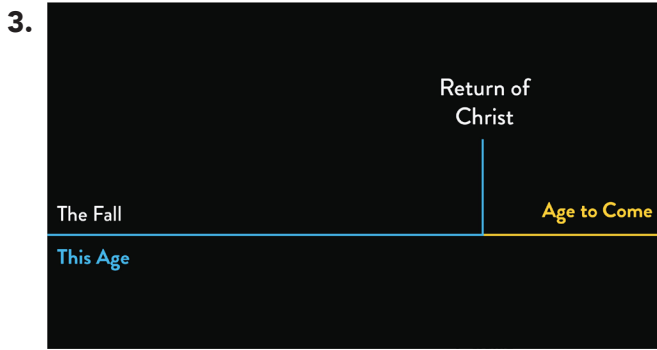 3.
Return of
Christ
The Fall
Age to Come
This Age